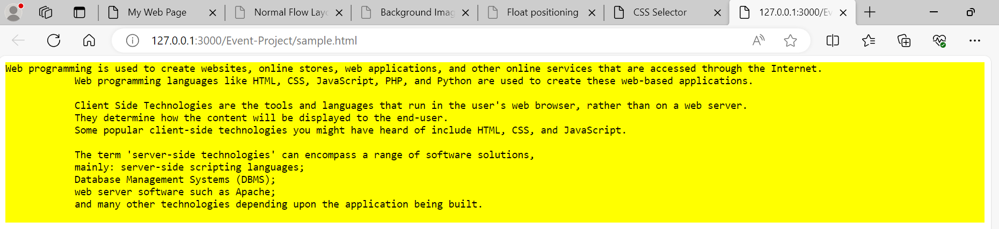 My Web Page
Normal Flow Layo
Background Imag
Float positioning
CSS Selector
127.0.0.1:3000/Ev
127.0.0.1:3000/Event-Project/sample.html
Web programming is used to create websites, online stores, web applications, and other online services that are accessed through the Internet.
Web programming languages like HTML, CSS, JavaScript, PHP, and Python are used to create these web-based applications.
Client Side Technologies are the tools and languages that run in the user's web browser, rather than on a web server.
They determine how the content will be displayed to the end-user.
Some popular client-side technologies you might have heard of include HTML, CSS, and JavaScript.
The term 'server-side technologies' can encompass a range of software solutions,
mainly: server-side scripting languages;
Database Management Systems (DBMS);
web server software such as Apache;
and many other technologies depending upon the application being built.